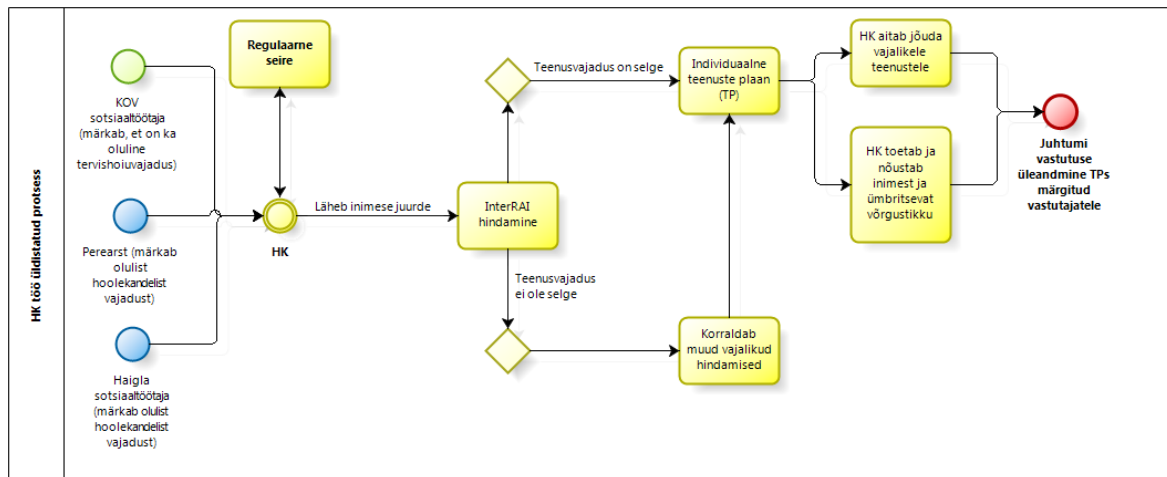 HK töö üldistatud protsess
KOV
sotsiaaltöötaja
(märkab, et on ka
oluline
tervishoiuvajadus)
Perearst (märkab
olulist
hoolekandelist
vajadust)
Haigla
sotsiaaltöötaja
(märkab olulist
hoolekandelist
vajadust)
Regulaarne
seire
HK
Läheb inimese juurde
InterRAI
hindamine
Teenusvajadus on selge
Teenusvajadus
ei ole selge
Individuaalne
teenuste plaan
(TP)
Korraldab
muud vajalikud
hindamised
HK aitab jõuda
vajalikele
teenustele
HK toetab ja
nõustab
inimest ja
ümbritsevat
võrgustikku
Juhtumi
vastutuse
üleandmine TPs
märgitud
vastutajatele